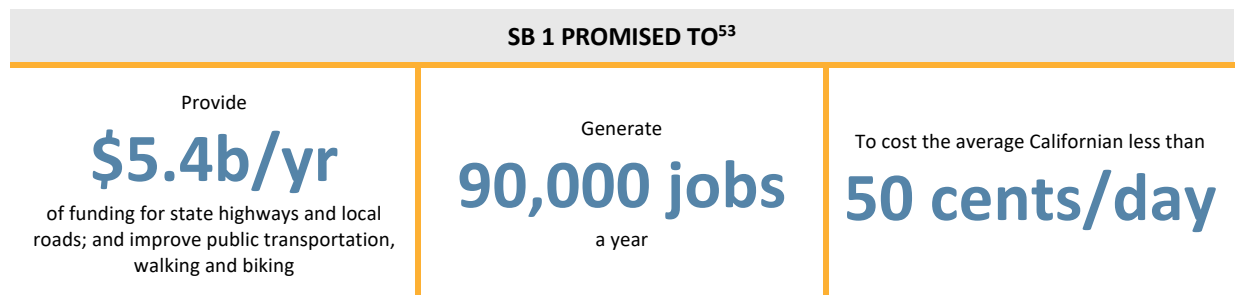 SB 1 PROMISED TO53
Provide
$5.4b/yr
of funding for state highways and local
roads; and improve public transportation,
walking and biking
Generate
90,000 jobs
a year
To cost the average Californian less than
50 cents/day